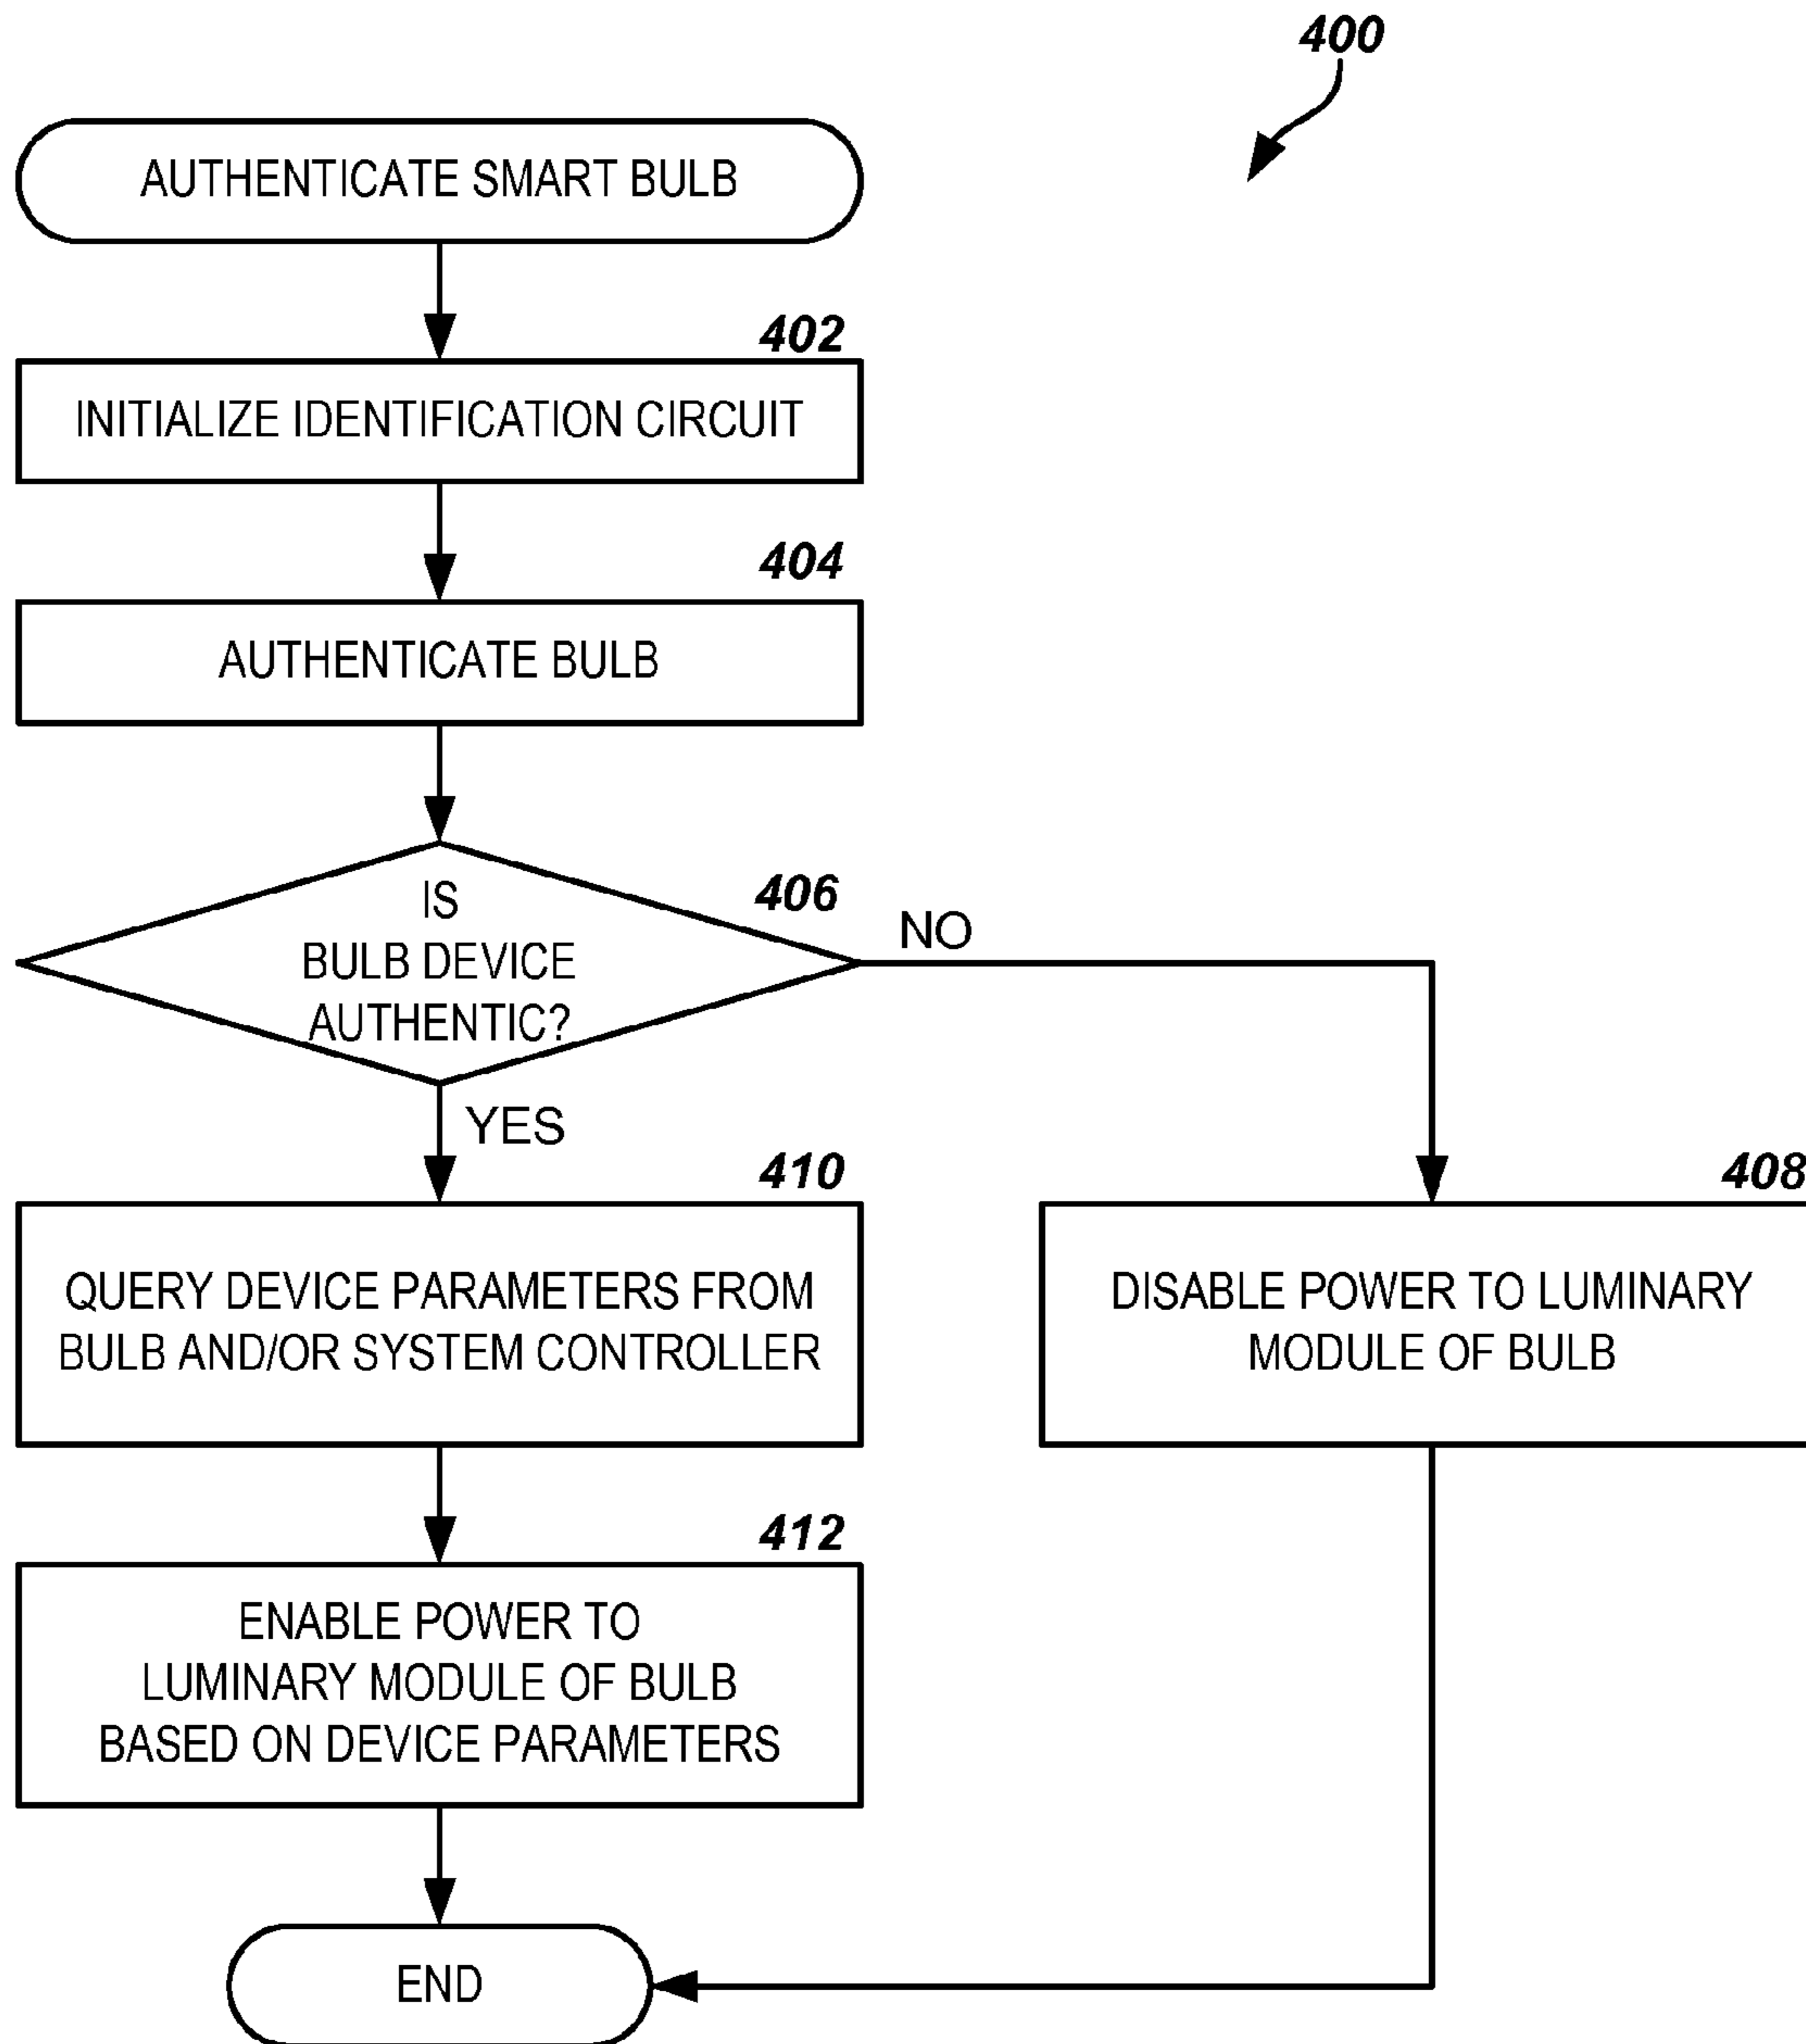 400
AUTHENTICATE SMART BULB
402
INITIALIZE IDENTIFICATION CIRCUIT
404
AUTHENTICATE BULB
406
IS
BULB DEVICE
AUTHENTIC?
NO
YES
410
QUERY DEVICE PARAMETERS FROM
BULB AND/OR SYSTEM CONTROLLER
408
DISABLE POWER TO LUMINARY
MODULE OF BULB
412
ENABLE POWER TO
LUMINARY MODULE OF BULB
BASED ON DEVICE PARAMETERS
END